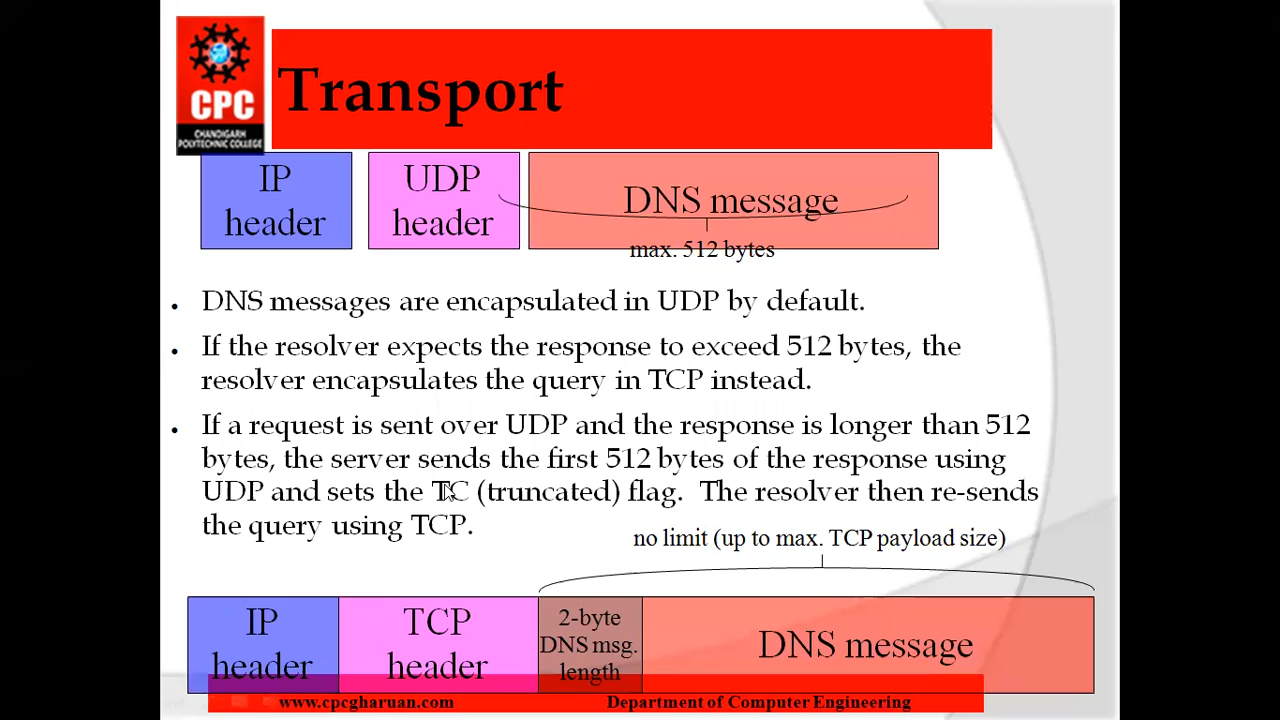 CPC
CHANDIGARH
POLYTECHNIC COLLEGE
Transport
IP
header
UDP
header
DNS message
max. 512 bytes
• DNS messages are encapsulated in UDP by default.
• If the resolver expects the response to exceed 512 bytes, the
resolver encapsulates the query in TCP instead.
• If a request is sent over UDP and the response is longer than 512
bytes, the server sends the first 512 bytes of the response using
UDP and sets the TC (truncated) flag. The resolver then re-sends
the query using TCP.
no limit (up to max. TCP payload size)
IP
header
TCP
header
2-byte
DNS msg.
length
DNS message
www.cpcgharuan.com
Department of Computer Engineering